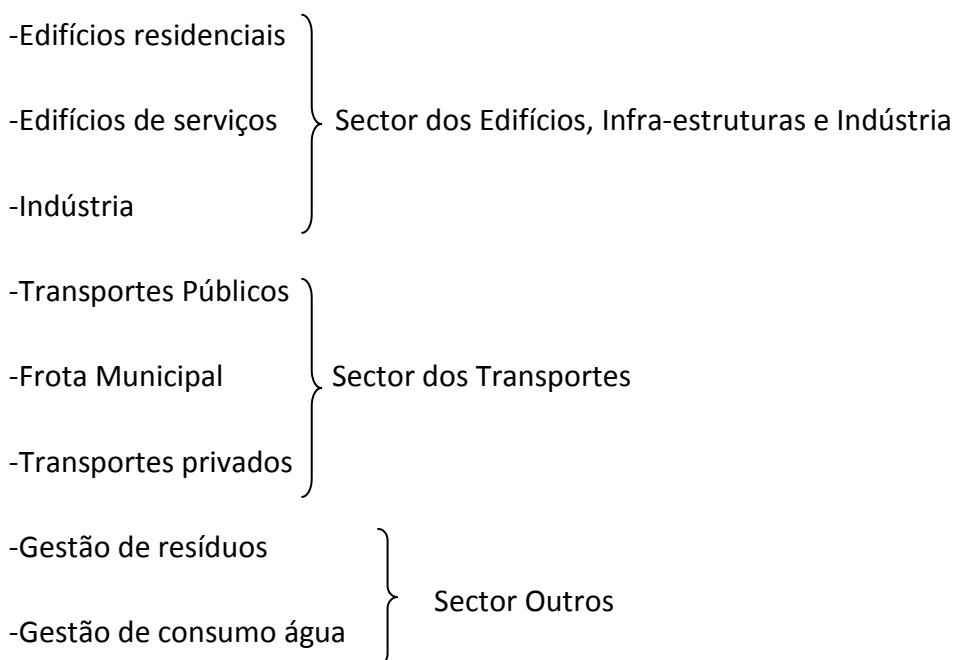 -Edifícios residenciais
-Edifícios de serviços Sector dos Edifícios, Infra-estruturas e Indústria
-Indústria
-Transportes Públicos
-Frota Municipal Sector dos Transportes
-Transportes privados
-Gestão de resíduos
Sector Outros
-Gestão de consumo água